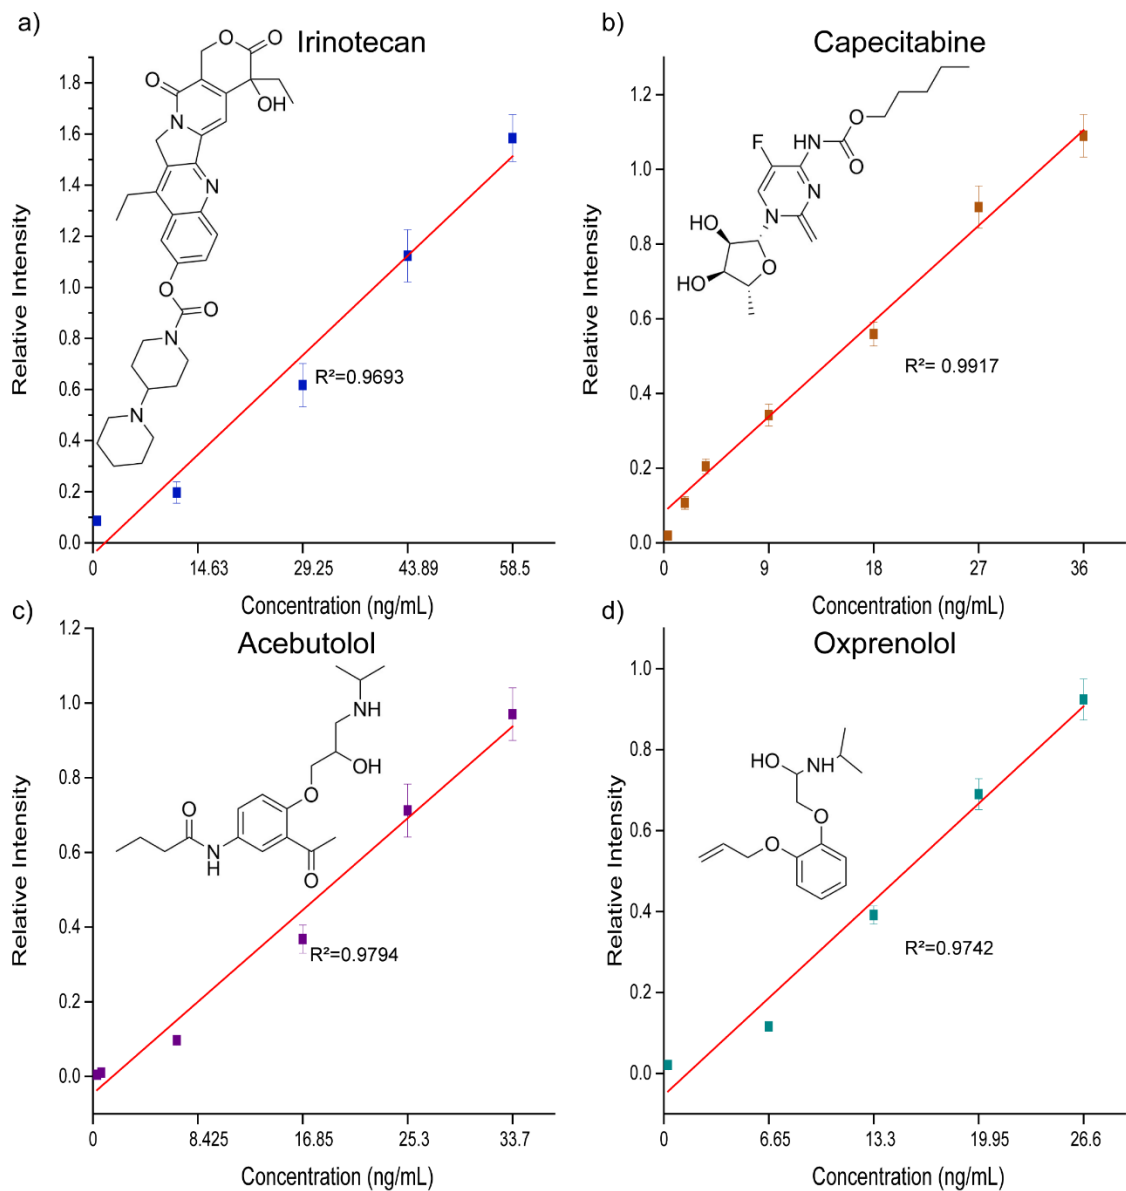 a)
Irinotecan
Relative Intensity
1.8
1.6
1.4
1.2
1.0
0.8
0.6
0.4
0.2
0.0
0
14.63
29.25
43.89
58.5
Concentration (ng/mL)
R²=0.9693
O
O
O
OH
N
N
O
O
N
N
b)
Capecitabine
Relative Intensity
1.2
1.0
0.8
0.6
0.4
0.2
0.0
0
9
18
27
36
Concentration (ng/mL)
R²= 0.9917
F
NH
O
O
N
N
HO
HO
O
c)
Acebutolol
Relative Intensity
1.2
1.0
0.8
0.6
0.4
0.2
0.0
0
8.425
16.85
25.3
33.7
Concentration (ng/mL)
R²=0.9794
NH
OH
O
O
N
H
O
d)
Oxprenolol
Relative Intensity
1.0
0.8
0.6
0.4
0.2
0.0
0
6.65
13.3
19.95
26.6
Concentration (ng/mL)
R²=0.9742
HO
NH
O
O